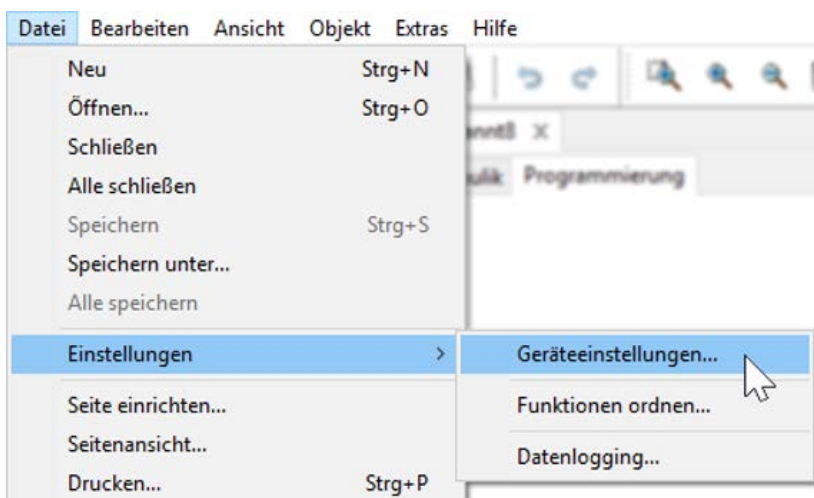 Datei Bearbeiten Ansicht Objekt Extras Hilfe
Neu Strg+N
Öffnen... Strg+O
Schließen
Alle schließen
Speichern Strg+S
Speichern unter...
Alle speichern
Einstellungen >
Seite einrichten...
Seitenansicht...
Drucken... Strg+P
Programmierung
Geräteeinstellungen...
Funktionen ordnen...
Datenlogging...